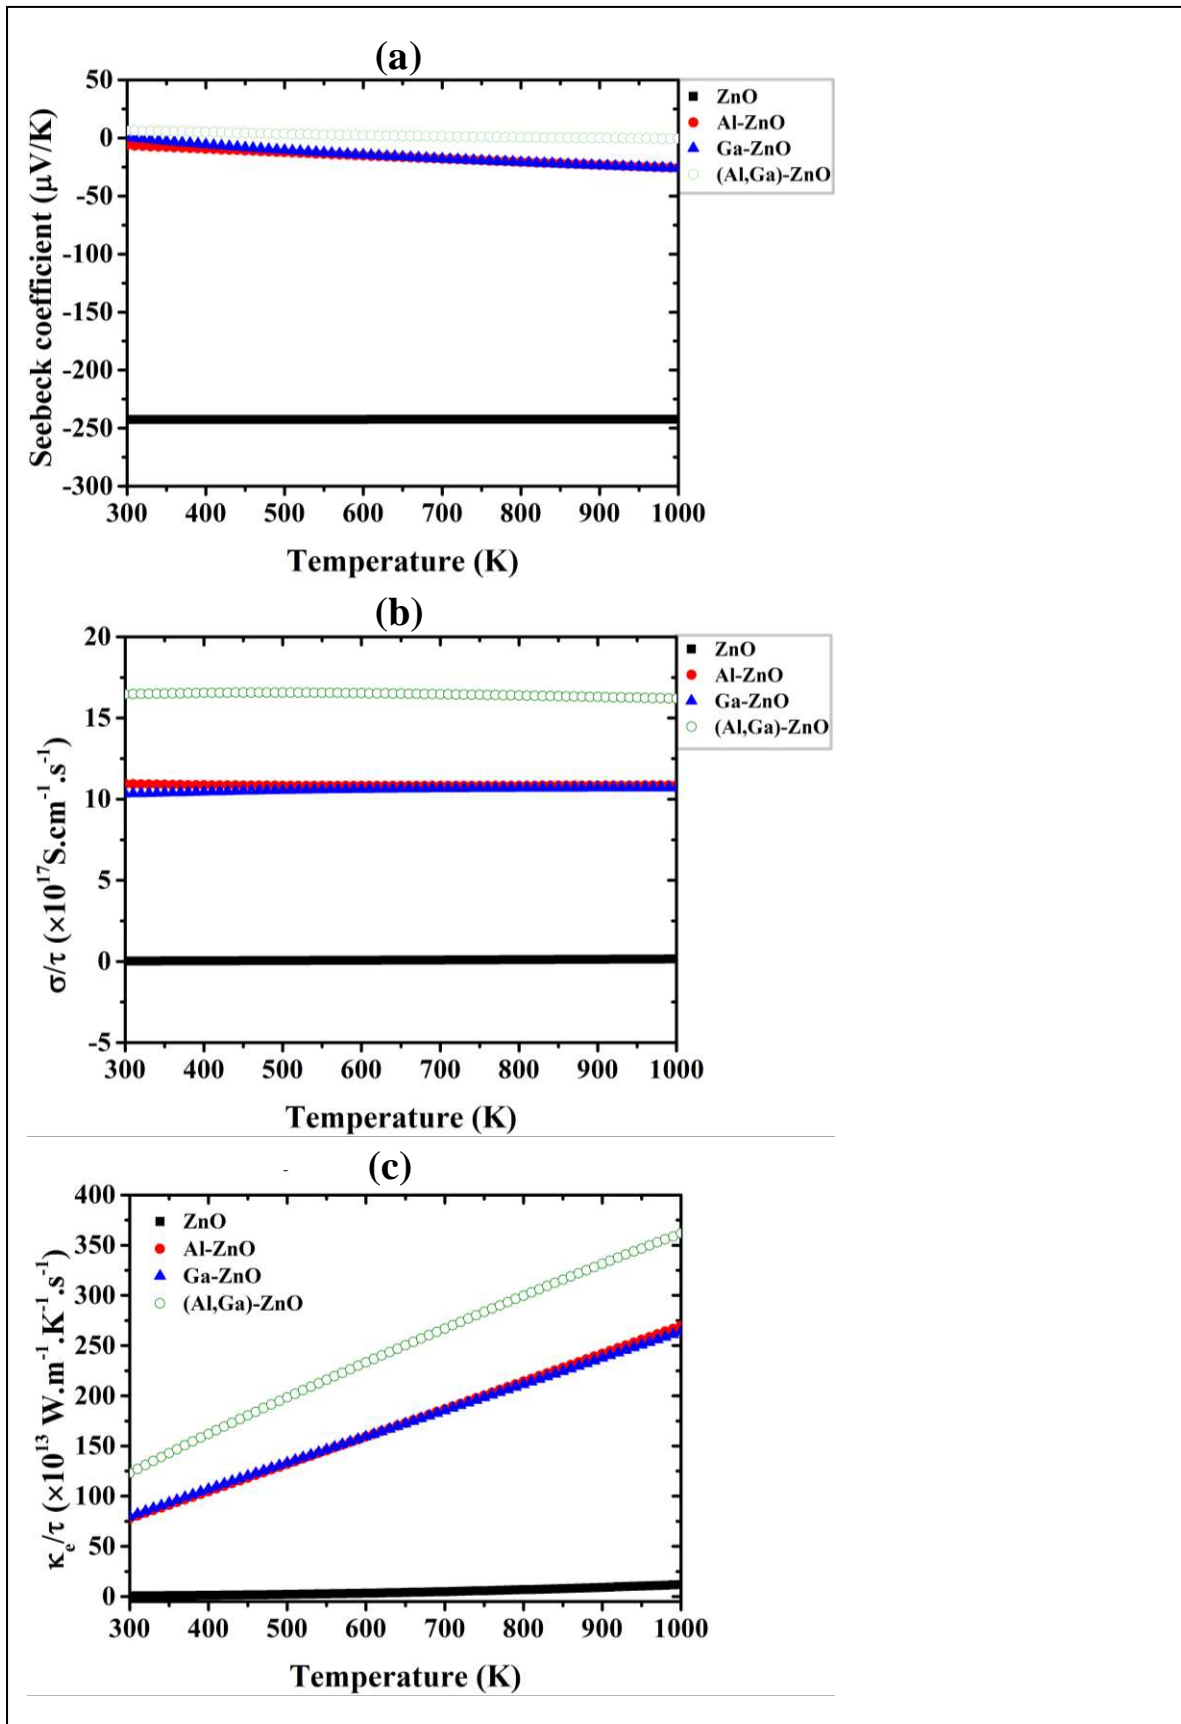 (a)
50
0
-50
-100
-150
-200
-250
-300
Seebeck coefficient (μV/K)
300 400 500 600 700 800 900 1000
Temperature (K)
ZnO
Al-ZnO
Ga-ZnO
(Al,Ga)-ZnO
(b)
20
15
10
5
0
-5
σ/τ (×10¹⁷S.cm⁻¹.s⁻¹)
300 400 500 600 700 800 900 1000
Temperature (K)
ZnO
Al-ZnO
Ga-ZnO
(Al,Ga)-ZnO
(c)
400
350
300
250
200
150
100
50
0
κₑ/τ (×10¹³ W.m⁻¹.K⁻¹.s⁻¹)
ZnO
Al-ZnO
Ga-ZnO
(Al,Ga)-ZnO
300 400 500 600 700 800 900 1000
Temperature (K)